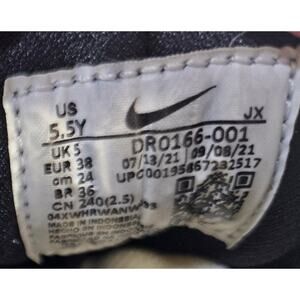 US JX
5.5Y DR0166-001
UK 5 07/13/21 09/08/21
EUR 38 UPC00195867232517
cm 24
BR 36
CN 240(2.5)
MADE IN INDONESIA